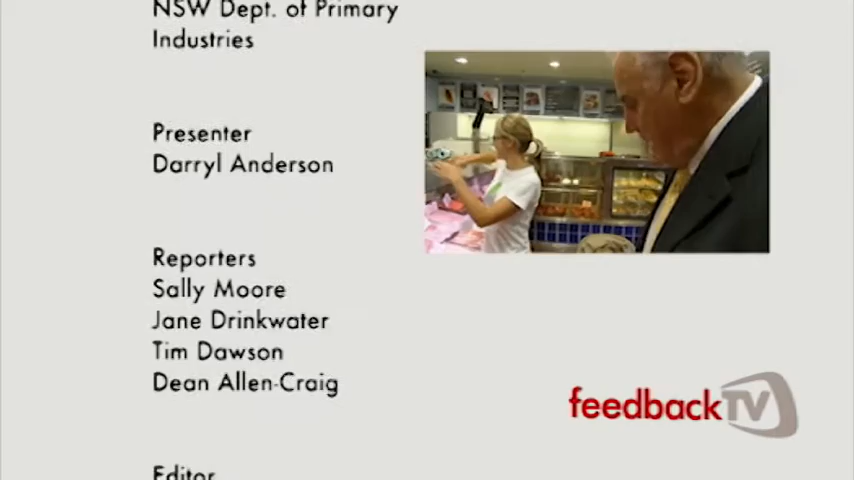 NSW Dept. of Primary
Industries
Presenter
Darryl Anderson
Reporters
Sally Moore
Jane Drinkwater
Tim Dawson
Dean Allen-Craig
feedbackTV
Editor